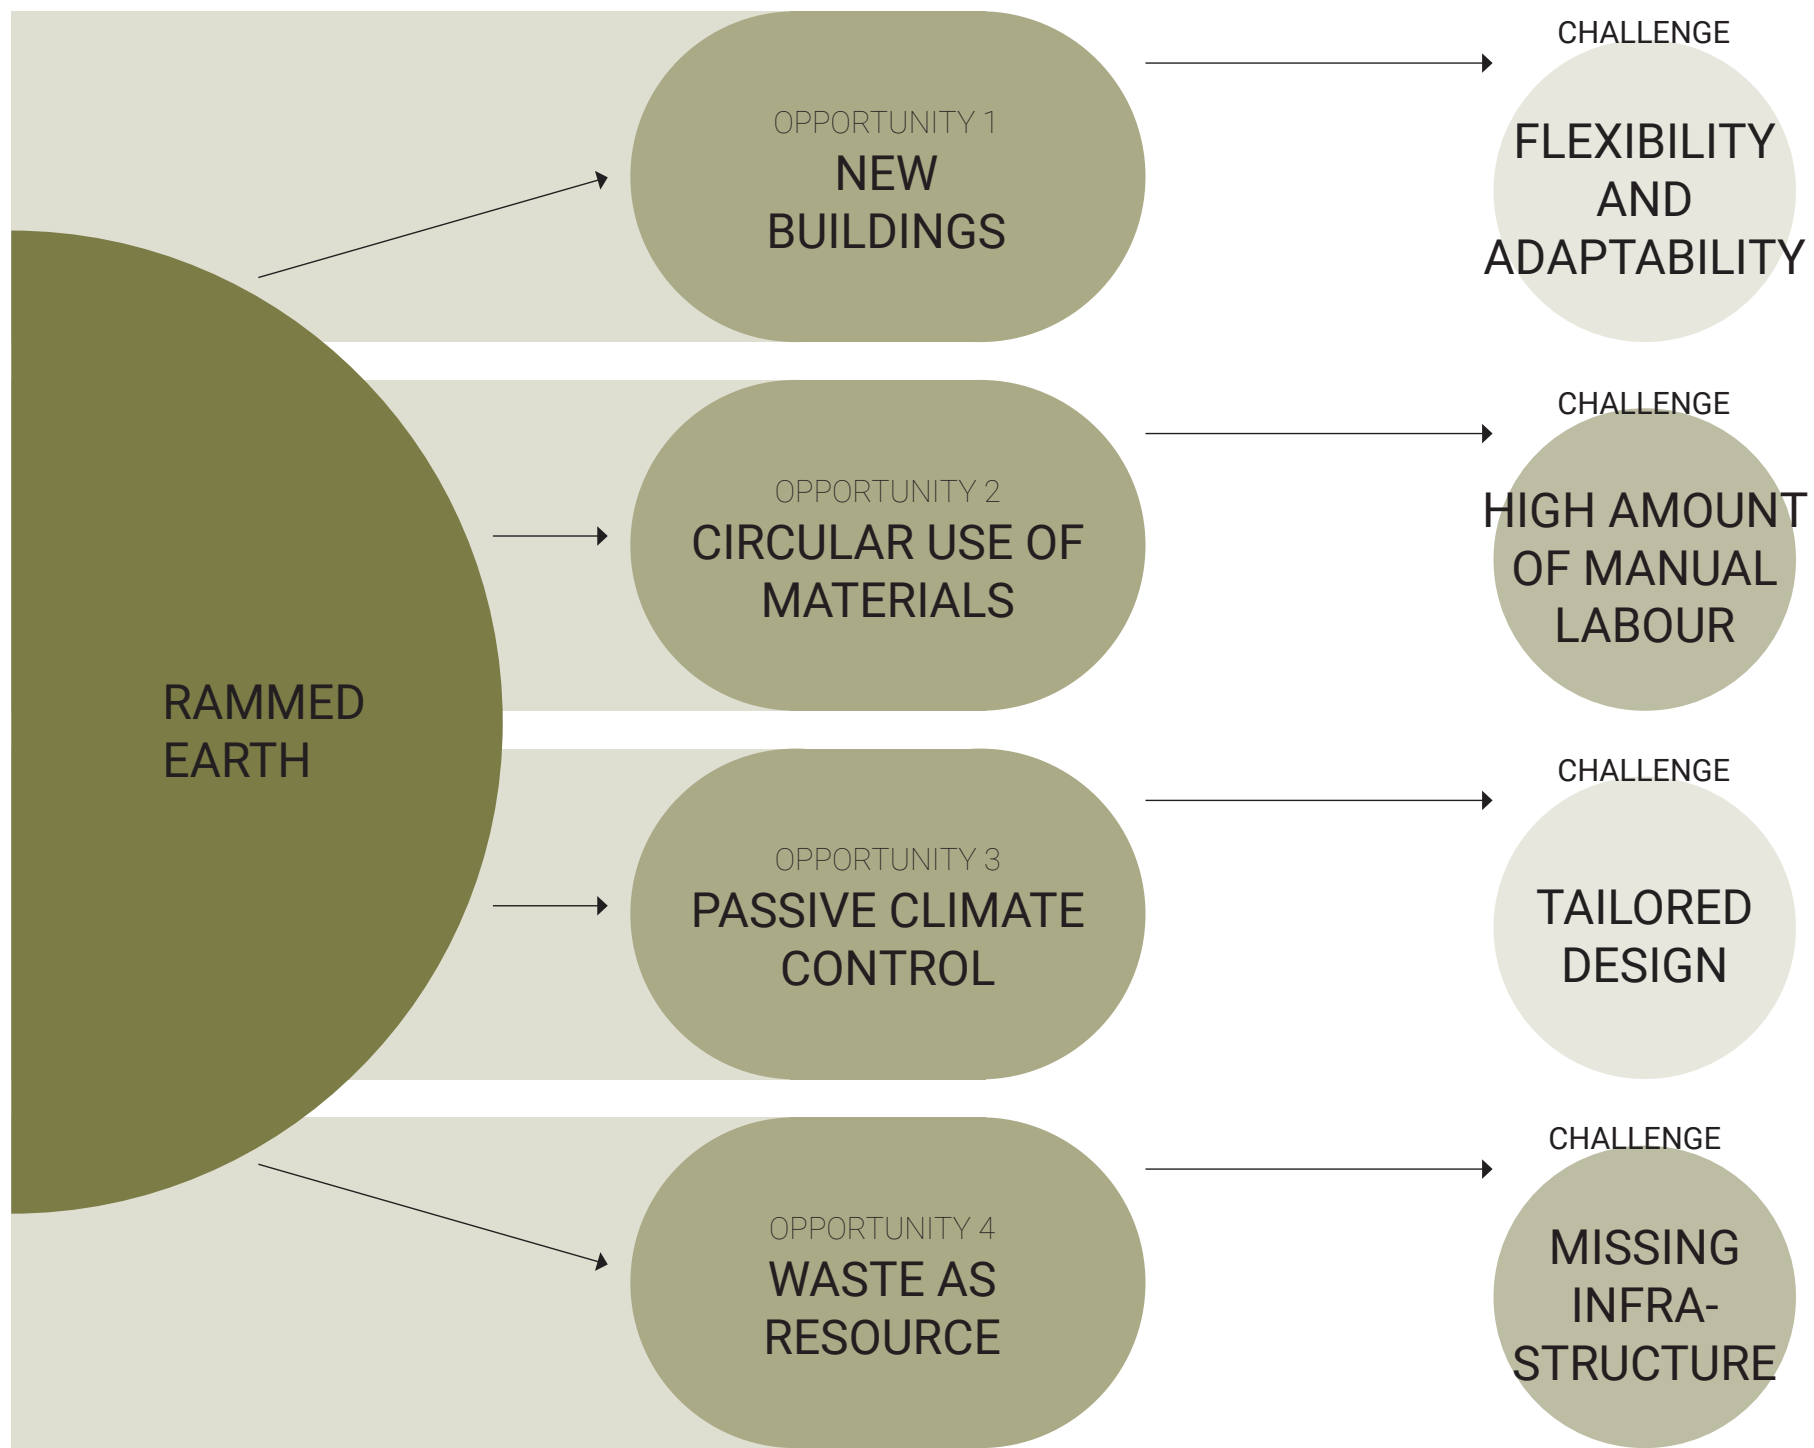 RAMMED
EARTH
OPPORTUNITY 1
NEW
BUILDINGS
CHALLENGE
FLEXIBILITY
AND
ADAPTABILITY
OPPORTUNITY 2
CIRCULAR USE OF
MATERIALS
CHALLENGE
HIGH AMOUNT
OF MANUAL
LABOUR
OPPORTUNITY 3
PASSIVE CLIMATE
CONTROL
CHALLENGE
TAILORED
DESIGN
OPPORTUNITY 4
WASTE AS
RESOURCE
CHALLENGE
MISSING
INFRA-
STRUCTURE